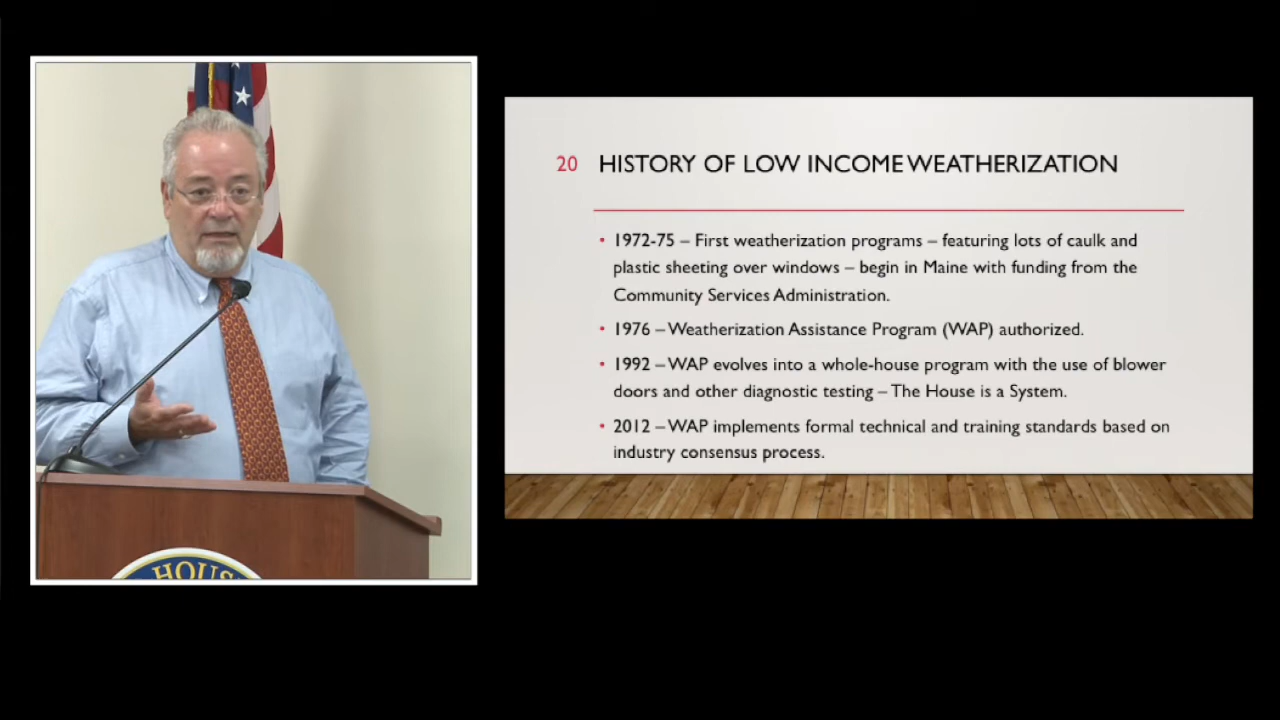 20 HISTORY OF LOW INCOME WEATHERIZATION
• 1972-75 – First weatherization programs – featuring lots of caulk and
plastic sheeting over windows – begin in Maine with funding from the
Community Services Administration.
• 1976 – Weatherization Assistance Program (WAP) authorized.
• 1992 – WAP evolves into a whole-house program with the use of blower
doors and other diagnostic testing – The House is a System.
• 2012 – WAP implements formal technical and training standards based on
industry consensus process.